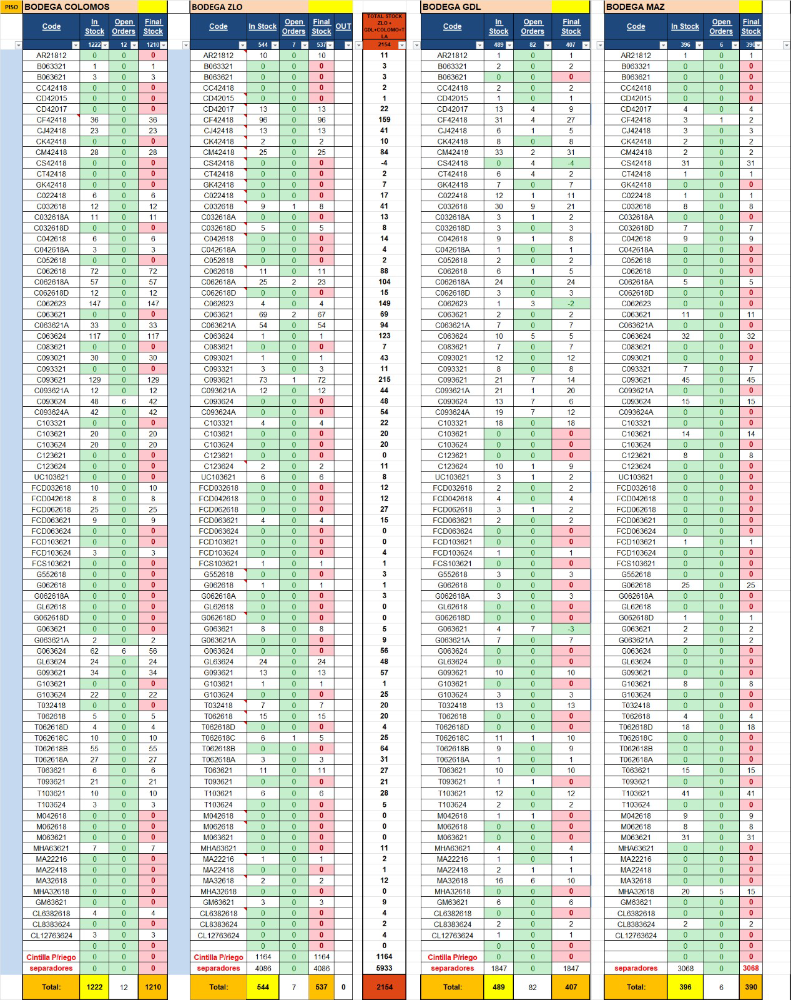 PISO BODEGA COLOMOS BODEGA ZLO BODEGA GDL BODEGA MAZ
Code In Stock Open Orders Final Stock Code In Stock Open Orders Final Stock OUT TOTAL STOCK ZLO + GDL+COLOMO+T LA Code In Stock Open Orders Final Stock Code In Stock Open Orders Final Stock
1222 12 1210 544 7 537 2154 489 82 407 396 6 390
AR21812 0 0 0 AR21812 10 0 10 11 AR21812 1 0 1 AR21812 1 0 1
B063321 1 0 1 B063321 0 0 0 3 B063321 2 0 2 B063321 0 0 0
B063621 3 0 3 B063621 0 0 0 3 B063621 0 0 0 B063621 0 0 0
CC42418 0 0 0 CC42418 0 0 0 2 CC42418 2 0 2 CC42418 0 0 0
CD42015 0 0 0 CD42015 0 0 0 1 CD42015 1 0 1 CD42015 0 0 0
CD42017 0 0 0 CD42017 13 0 13 22 CD42017 13 4 9 CD42017 4 0 4
CF42418 36 0 36 CF42418 96 0 96 159 CF42418 31 4 27 CF42418 3 1 2
CJ42418 23 0 23 CJ42418 13 0 13 41 CJ42418 6 1 5 CJ42418 3 0 3
CK42418 0 0 0 CK42418 2 0 2 10 CK42418 8 0 8 CK42418 2 0 2
CM42418 28 0 28 CM42418 25 0 25 84 CM42418 33 2 31 CM42418 2 0 2
CS42418 0 0 0 CS42418 0 0 0 -4 CS42418 0 4 -4 CS42418 31 0 31
CT42418 0 0 0 CT42418 0 0 0 2 CT42418 6 4 2 CT42418 1 0 1
GK42418 0 0 0 GK42418 0 0 0 7 GK42418 7 0 7 GK42418 0 0 0
C022418 6 0 6 C022418 0 0 0 17 C022418 12 1 11 C022418 1 0 1
C032618 12 0 12 C032618 9 1 8 41 C032618 30 9 21 C032618 8 0 8
C032618A 11 0 11 C032618A 0 0 0 13 C032618A 3 1 2 C032618A 0 0 0
C032618D 0 0 0 C032618D 5 0 5 8 C032618D 3 0 3 C032618D 7 0 7
C042618 6 0 6 C042618 0 0 0 14 C042618 9 1 8 C042618 9 0 9
C042618A 3 0 3 C042618A 0 0 0 4 C042618A 1 0 1 C042618A 0 0 0
C052618 0 0 0 C052618 0 0 0 2 C052618 2 0 2 C052618 0 0 0
C062618 72 0 72 C062618 11 0 11 88 C062618 6 1 5 C062618 0 0 0
C062618A 57 0 57 C062618A 25 2 23 104 C062618A 24 0 24 C062618A 5 0 5
C062618D 12 0 12 C062618D 0 0 0 15 C062618D 3 0 3 C062618D 0 0 0
C062623 147 0 147 C062623 4 0 4 149 C062623 1 3 -2 C062623 0 0 0
C063621 0 0 0 C063621 69 2 67 69 C063621 2 0 2 C063621 11 0 11
C063621A 33 0 33 C063621A 54 0 54 94 C063621A 7 0 7 C063621A 0 0 0
C063624 117 0 117 C063624 1 0 1 123 C063624 10 5 5 C063624 32 0 32
C083621 0 0 0 C083621 0 0 0 7 C083621 7 0 7 C083621 0 0 0
C093021 30 0 30 C093021 1 0 1 43 C093021 12 0 12 C093021 0 0 0
C093321 0 0 0 C093321 3 0 3 11 C093321 8 0 8 C093321 7 0 7
C093621 129 0 129 C093621 73 1 72 215 C093621 21 7 14 C093621 45 0 45
C093621A 12 0 12 C093621A 12 0 12 44 C093621A 21 1 20 C093621A 0 0 0
C093624 48 6 42 C093624 0 0 0 48 C093624 13 7 6 C093624 15 0 15
C093624A 42 0 42 C093624A 0 0 0 54 C093624A 19 7 12 C093624A 0 0 0
C103321 0 0 0 C103321 4 0 4 22 C103321 18 0 18 C103321 0 0 0
C103621 20 0 20 C103621 0 0 0 20 C103621 0 0 0 C103621 14 0 14
C103624 20 0 20 C103624 0 0 0 20 C103624 0 0 0 C103624 0 0 0
C123621 0 0 0 C123621 0 0 0 0 C123621 0 0 0 C123621 8 0 8
C123624 0 0 0 C123624 2 0 2 11 C123624 10 1 9 C123624 0 0 0
UC103621 0 0 0 UC103621 6 0 6 8 UC103621 3 1 2 UC103621 0 0 0
FCD032618 10 0 10 FCD032618 0 0 0 12 FCD032618 2 0 2 FCD032618 0 0 0
FCD042618 8 0 8 FCD042618 0 0 0 12 FCD042618 4 0 4 FCD042618 0 0 0
FCD062618 25 0 25 FCD062618 0 0 0 27 FCD062618 3 1 2 FCD062618 0 0 0
FCD063621 9 0 9 FCD063621 4 0 4 15 FCD063621 2 0 2 FCD063621 0 0 0
FCD063624 0 0 0 FCD063624 0 0 0 0 FCD063624 0 0 0 FCD063624 0 0 0
FCD103621 0 0 0 FCD103621 0 0 0 0 FCD103621 0 0 0 FCD103621 1 0 1
FCD103624 3 0 3 FCD103624 0 0 0 4 FCD103624 1 0 1 FCD103624 0 0 0
FCS103621 0 0 0 FCS103621 1 0 1 1 FCS103621 0 0 0 FCS103621 0 0 0
G552618 0 0 0 G552618 0 0 0 3 G552618 3 0 3 G552618 0 0 0
G062618 0 0 0 G062618 1 0 1 1 G062618 0 0 0 G062618 25 0 25
G062618A 0 0 0 G062618A 0 0 0 3 G062618A 3 0 3 G062618A 0 0 0
GL62618 0 0 0 GL62618 0 0 0 0 GL62618 0 0 0 GL62618 0 0 0
G062618D 0 0 0 G062618D 0 0 0 0 G062618D 0 0 0 G062618D 1 0 1
G063621 0 0 0 G063621 8 0 8 5 G063621 4 7 -3 G063621 2 0 2
G063621A 2 0 2 G063621A 0 0 0 9 G063621A 7 0 7 G063621A 2 0 2
G063624 62 6 56 G063624 0 0 0 56 G063624 0 0 0 G063624 0 0 0
GL63624 24 0 24 GL63624 24 0 24 48 GL63624 0 0 0 GL63624 0 0 0
G093621 34 0 34 G093621 13 0 13 57 G093621 10 0 10 G093621 0 0 0
G103621 0 0 0 G103621 1 0 1 1 G103621 0 0 0 G103621 8 0 8
G103624 22 0 22 G103624 0 0 0 25 G103624 3 0 3 G103624 0 0 0
T032418 0 0 0 T032418 7 0 7 20 T032418 13 0 13 T032418 0 0 0
T062618 5 0 5 T062618 15 0 15 20 T062618 0 0 0 T062618 4 0 4
T062618D 4 0 4 T062618D 0 0 0 4 T062618D 0 0 0 T062618D 18 0 18
T062618C 10 0 10 T062618C 6 1 5 25 T062618C 11 1 10 T062618C 0 0 0
T062618B 55 0 55 T062618B 0 0 0 64 T062618B 9 0 9 T062618B 0 0 0
T062618A 27 0 27 T062618A 3 0 3 31 T062618A 1 0 1 T062618A 0 0 0
T063621 6 0 6 T063621 11 0 11 27 T063621 10 0 10 T063621 15 0 15
T093621 21 0 21 T093621 0 0 0 21 T093621 1 1 0 T093621 0 0 0
T103621 10 0 10 T103621 6 0 6 28 T103621 12 0 12 T103621 41 0 41
T103624 3 0 3 T103624 0 0 0 5 T103624 2 0 2 T103624 0 0 0
M042618 0 0 0 M042618 0 0 0 0 M042618 1 1 0 M042618 9 0 9
M062618 0 0 0 M062618 0 0 0 0 M062618 0 0 0 M062618 8 0 8
M063621 0 0 0 M063621 0 0 0 0 M063621 0 0 0 M063621 31 0 31
MHA63621 7 0 7 MHA63621 0 0 0 11 MHA63621 4 0 4 MHA63621 0 0 0
MA22216 0 0 0 MA22216 1 0 1 2 MA22216 1 0 1 MA22216 0 0 0
MA22418 0 0 0 MA22418 0 0 0 1 MA22418 2 1 1 MA22418 0 0 0
MA32618 0 0 0 MA32618 2 0 2 12 MA32618 16 6 10 MA32618 0 0 0
MHA32618 0 0 0 MHA32618 0 0 0 0 MHA32618 0 0 0 MHA32618 20 5 15
GM63621 0 0 0 GM63621 3 0 3 9 GM63621 6 0 6 GM63621 0 0 0
CL6382618 4 0 4 CL6382618 0 0 0 4 CL6382618 0 0 0 CL6382618 0 0 0
CL8383624 0 0 0 CL8383624 0 0 0 2 CL8383624 2 0 2 CL8383624 2 0 2
CL12763624 3 0 3 CL12763624 0 0 0 4 CL12763624 1 0 1 CL12763624 0 0 0
0 0 0 0 0 0 0 0 0 0 0 0 0
Cintilla P/riego 0 0 0 Cintilla P/riego 1164 0 1164 1164 Cintilla P/riego 0 0 0 0 0 0
separadores 0 0 0 separadores 4086 0 4086 5933 separadores 1847 0 1847 separadores 3068 0 3068
Total: 1222 12 1210 Total: 544 7 537 0 2154 Total: 489 82 407 Total: 396 6 390